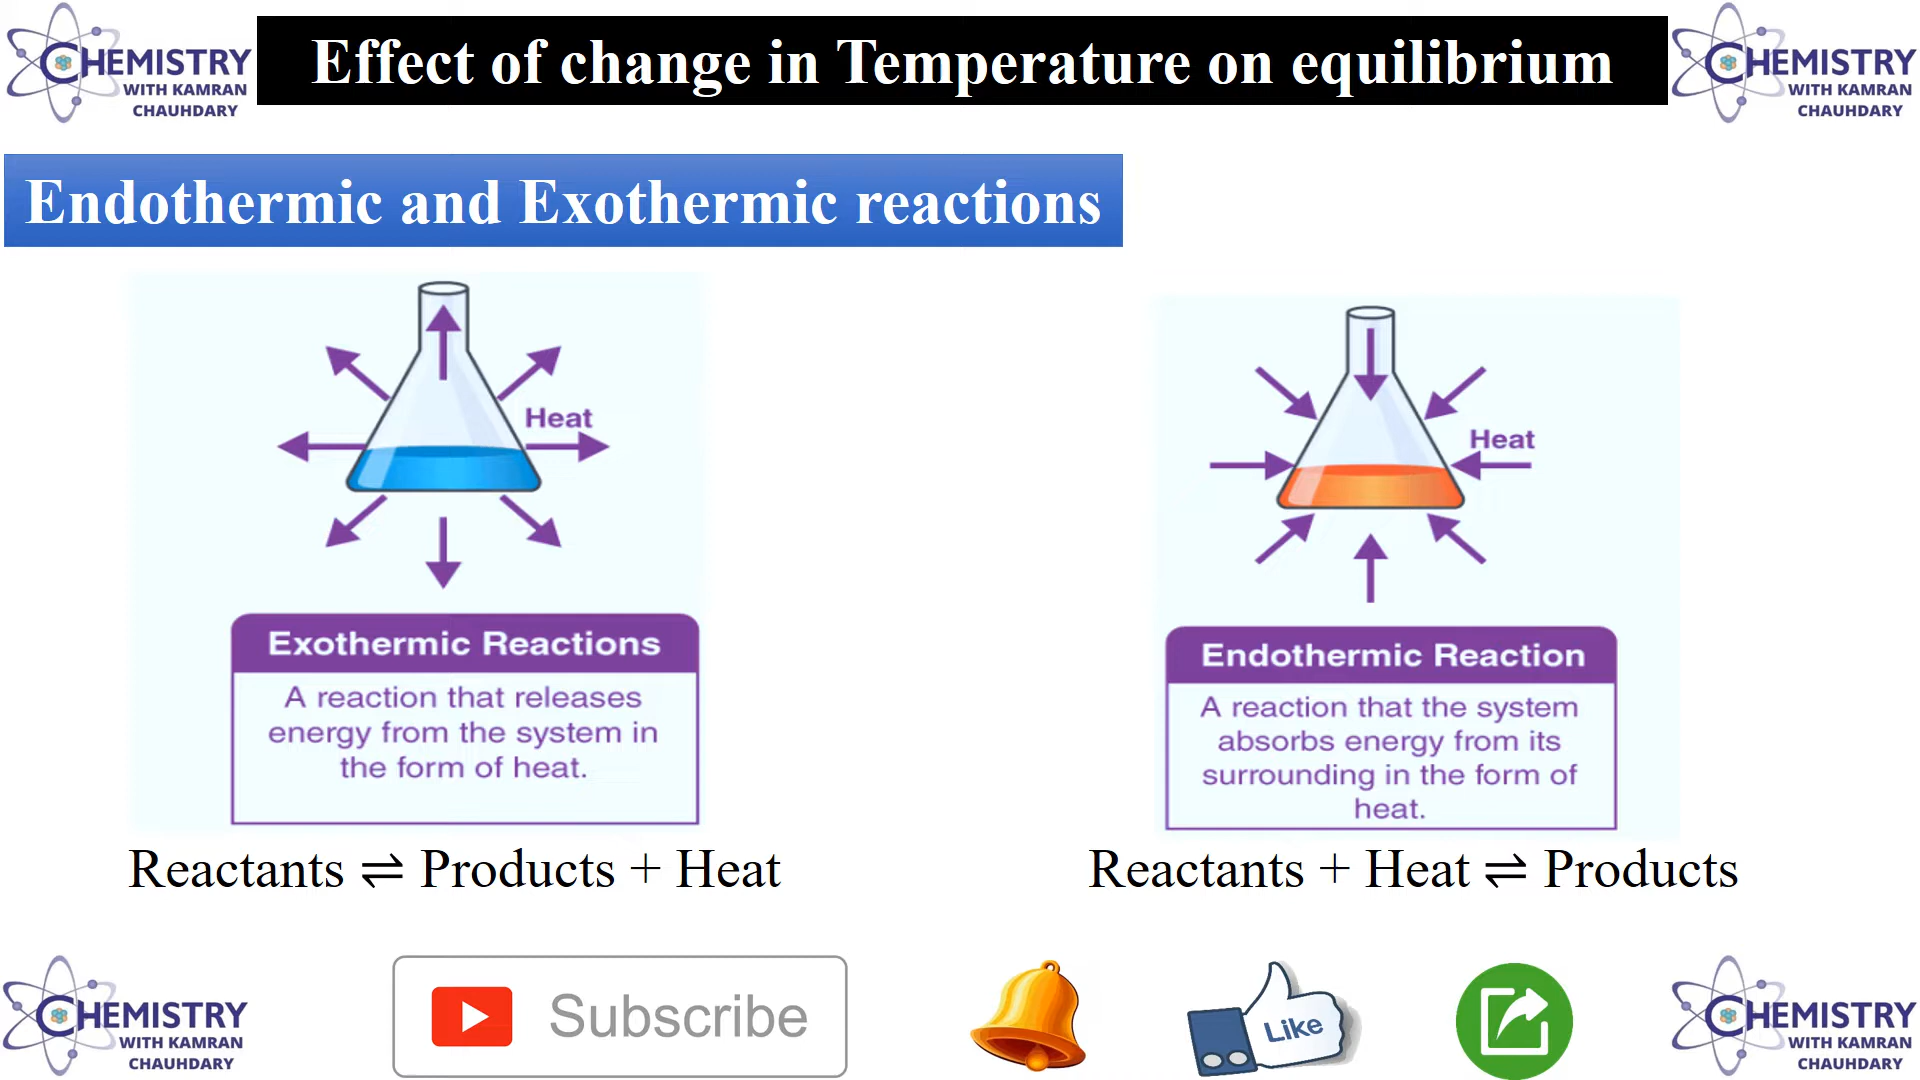 CHEMISTRY
WITH KAMRAN
CHAUHDARY
Effect of change in Temperature on equilibrium
CHEMISTRY
WITH KAMRAN
CHAUHDARY
Endothermic and Exothermic reactions
Heat
Exothermic Reactions
A reaction that releases
energy from the system in
the form of heat.
Reactants ⇌ Products + Heat
Heat
Endothermic Reaction
A reaction that the system
absorbs energy from its
surrounding in the form of
heat.
Reactants + Heat ⇌ Products
CHEMISTRY
WITH KAMRAN
CHAUHDARY
Subscribe
Like
CHEMISTRY
WITH KAMRAN
CHAUHDARY